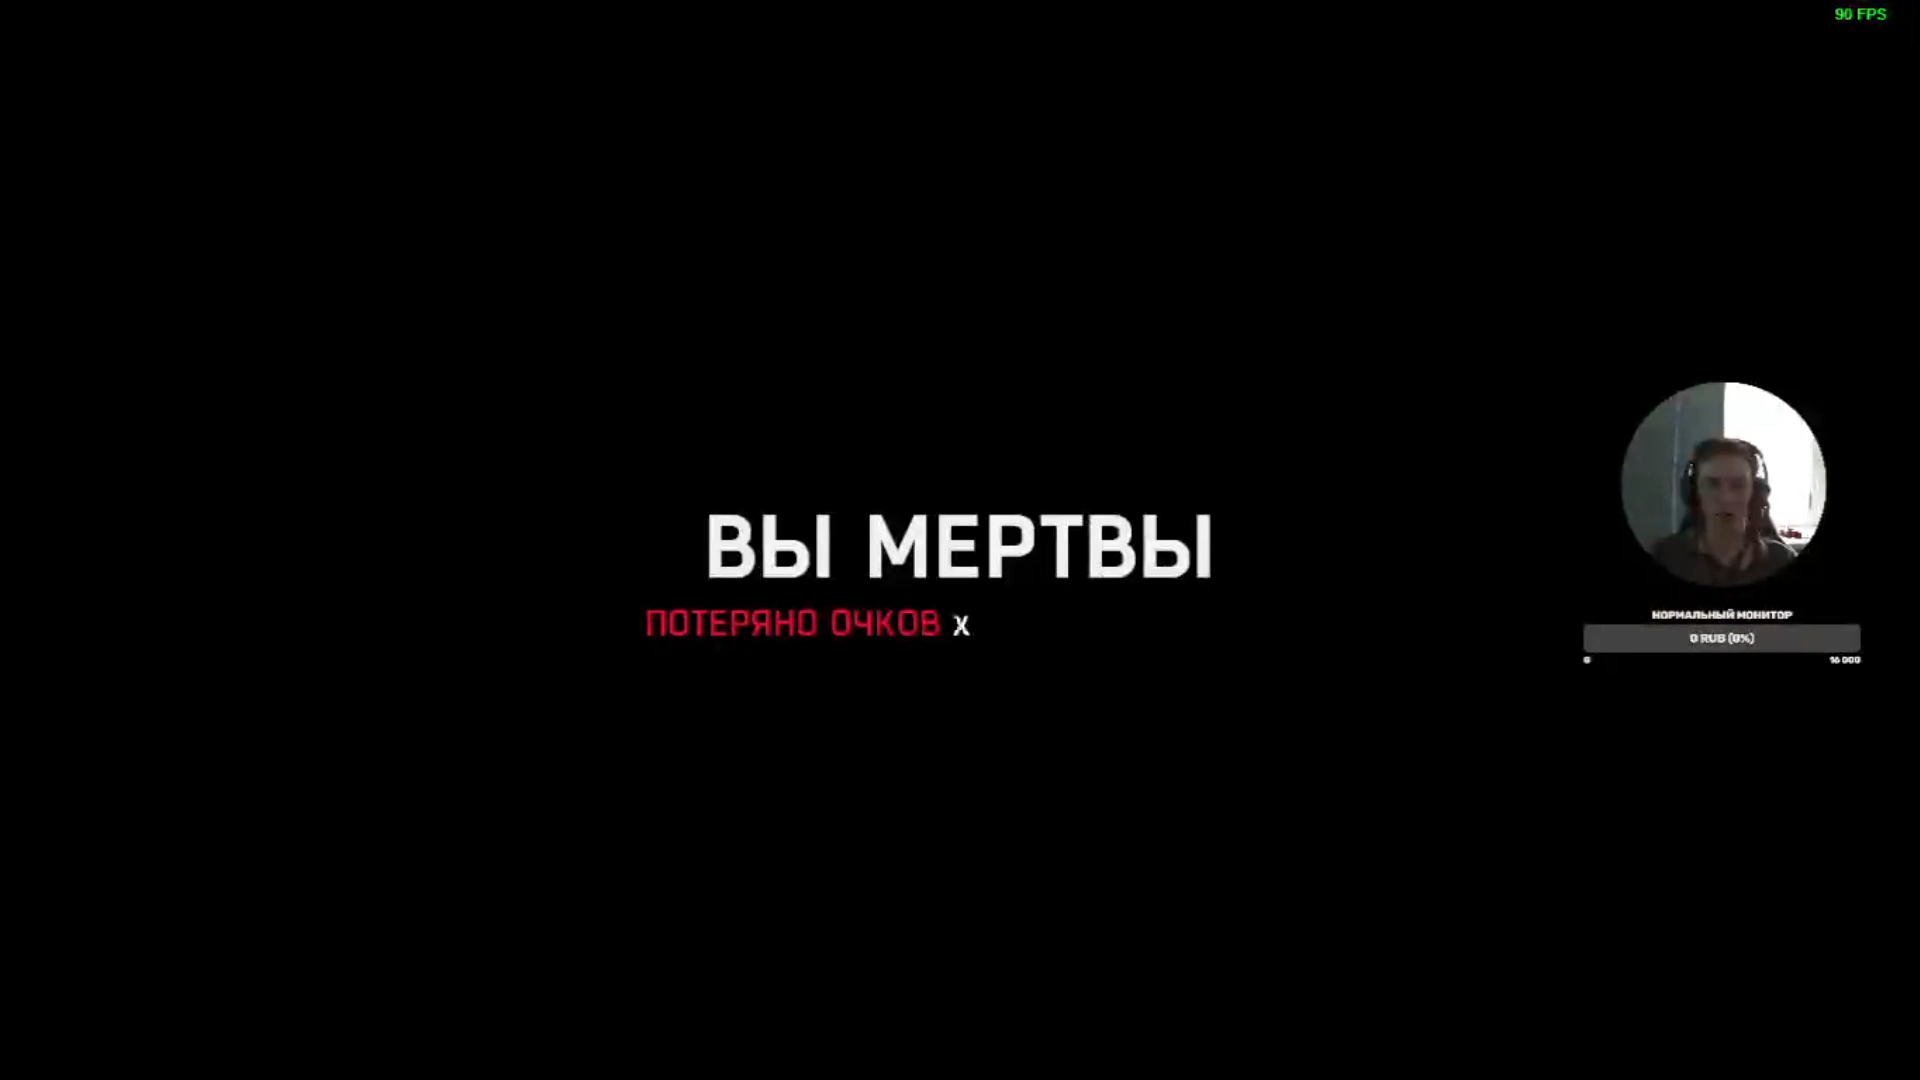 90 FPS
ВЫ МЕРТВЫ
ПОТЕРЯНО ОЧКОВ x
НОРМАЛЬНЫЙ МОНИТОР
0 RUB (0%)
0 16 000